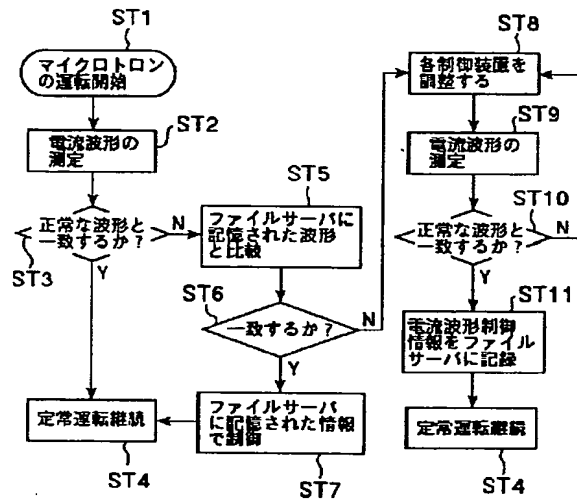 ST1
マイクロトロン
の運転開始
ST2
電流波形の
測定
正常な波形と
一致するか?
N
Y
ST3
ST5
ファイルサーバに
記憶された波形
と比較
ST6
一致するか?
N
Y
定常運転継続
ST4
ファイルサーバ
に記憶された情報
で制御
ST7
ST8
各制御装置を
調整する
ST9
電流波形の
測定
ST10
正常な波形と
一致するか?
N
Y
ST11
電流波形制御
情報をファイル
サーバに記録
定常運転継続
ST4